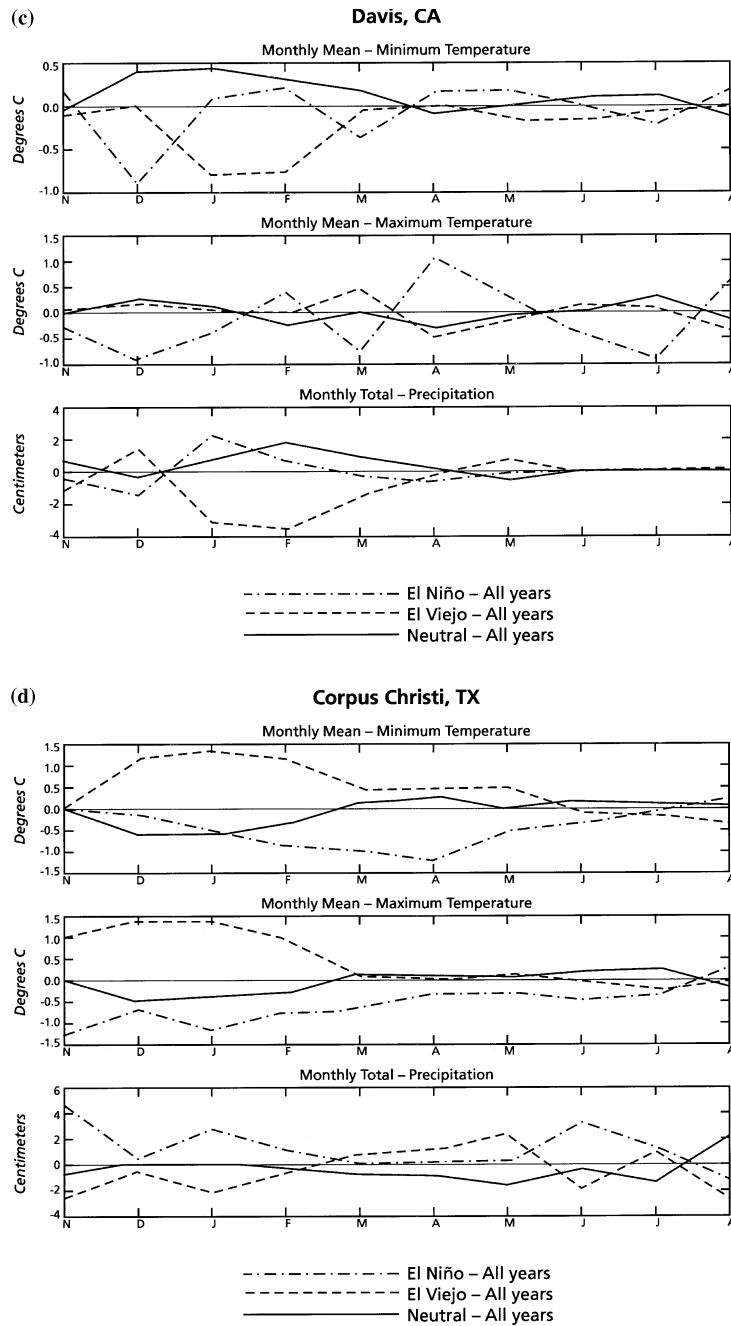 (c)
Davis, CA
Monthly Mean – Minimum Temperature
Degrees C
0.5
0.0
-0.5
-1.0
N D J F M A M J J A
Monthly Mean – Maximum Temperature
Degrees C
1.5
1.0
0.5
0.0
-0.5
-1.0
N D J F M A M J J A
Monthly Total – Precipitation
Centimeters
4
2
0
-2
-4
N D J F M A M J J A
El Niño – All years
El Viejo – All years
Neutral – All years
(d)
Corpus Christi, TX
Monthly Mean – Minimum Temperature
Degrees C
1.5
1.0
0.5
0.0
-0.5
-1.0
-1.5
N D J F M A M J J A
Monthly Mean – Maximum Temperature
Degrees C
1.5
1.0
0.5
0.0
-0.5
-1.0
-1.5
N D J F M A M J J A
Monthly Total – Precipitation
Centimeters
6
4
2
0
-2
-4
N D J F M A M J J A
El Niño – All years
El Viejo – All years
Neutral – All years